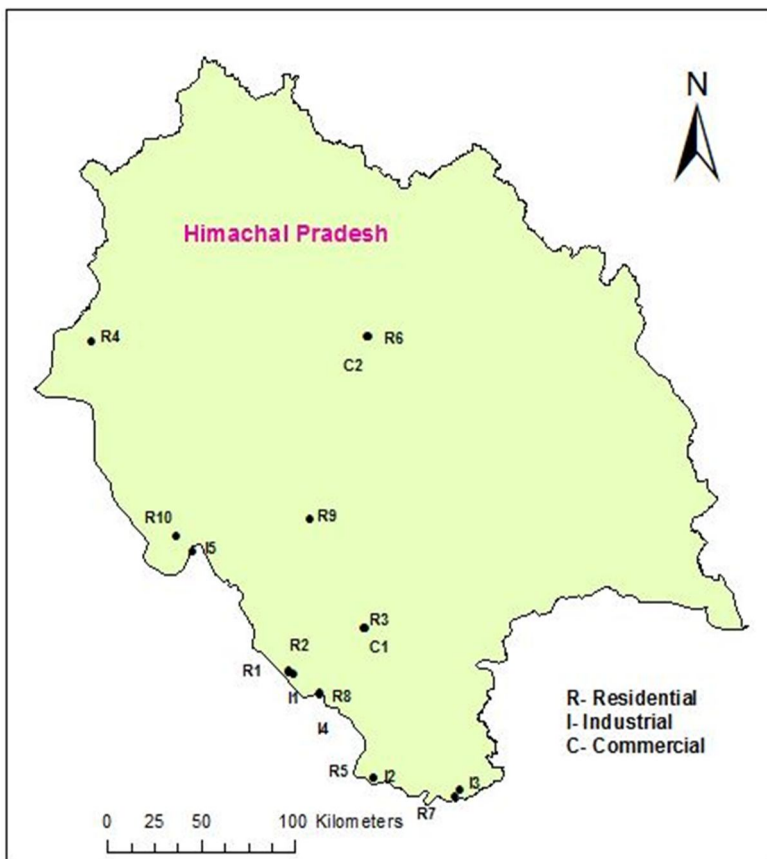 N
Himachal Pradesh
R4
R6
C2
R10
R9
I5
R3
R2
C1
R1
I1
R8
R- Residential
I- Industrial
C- Commercial
I4
R5
I2
I3
R7
0 25 50 100 Kilometers